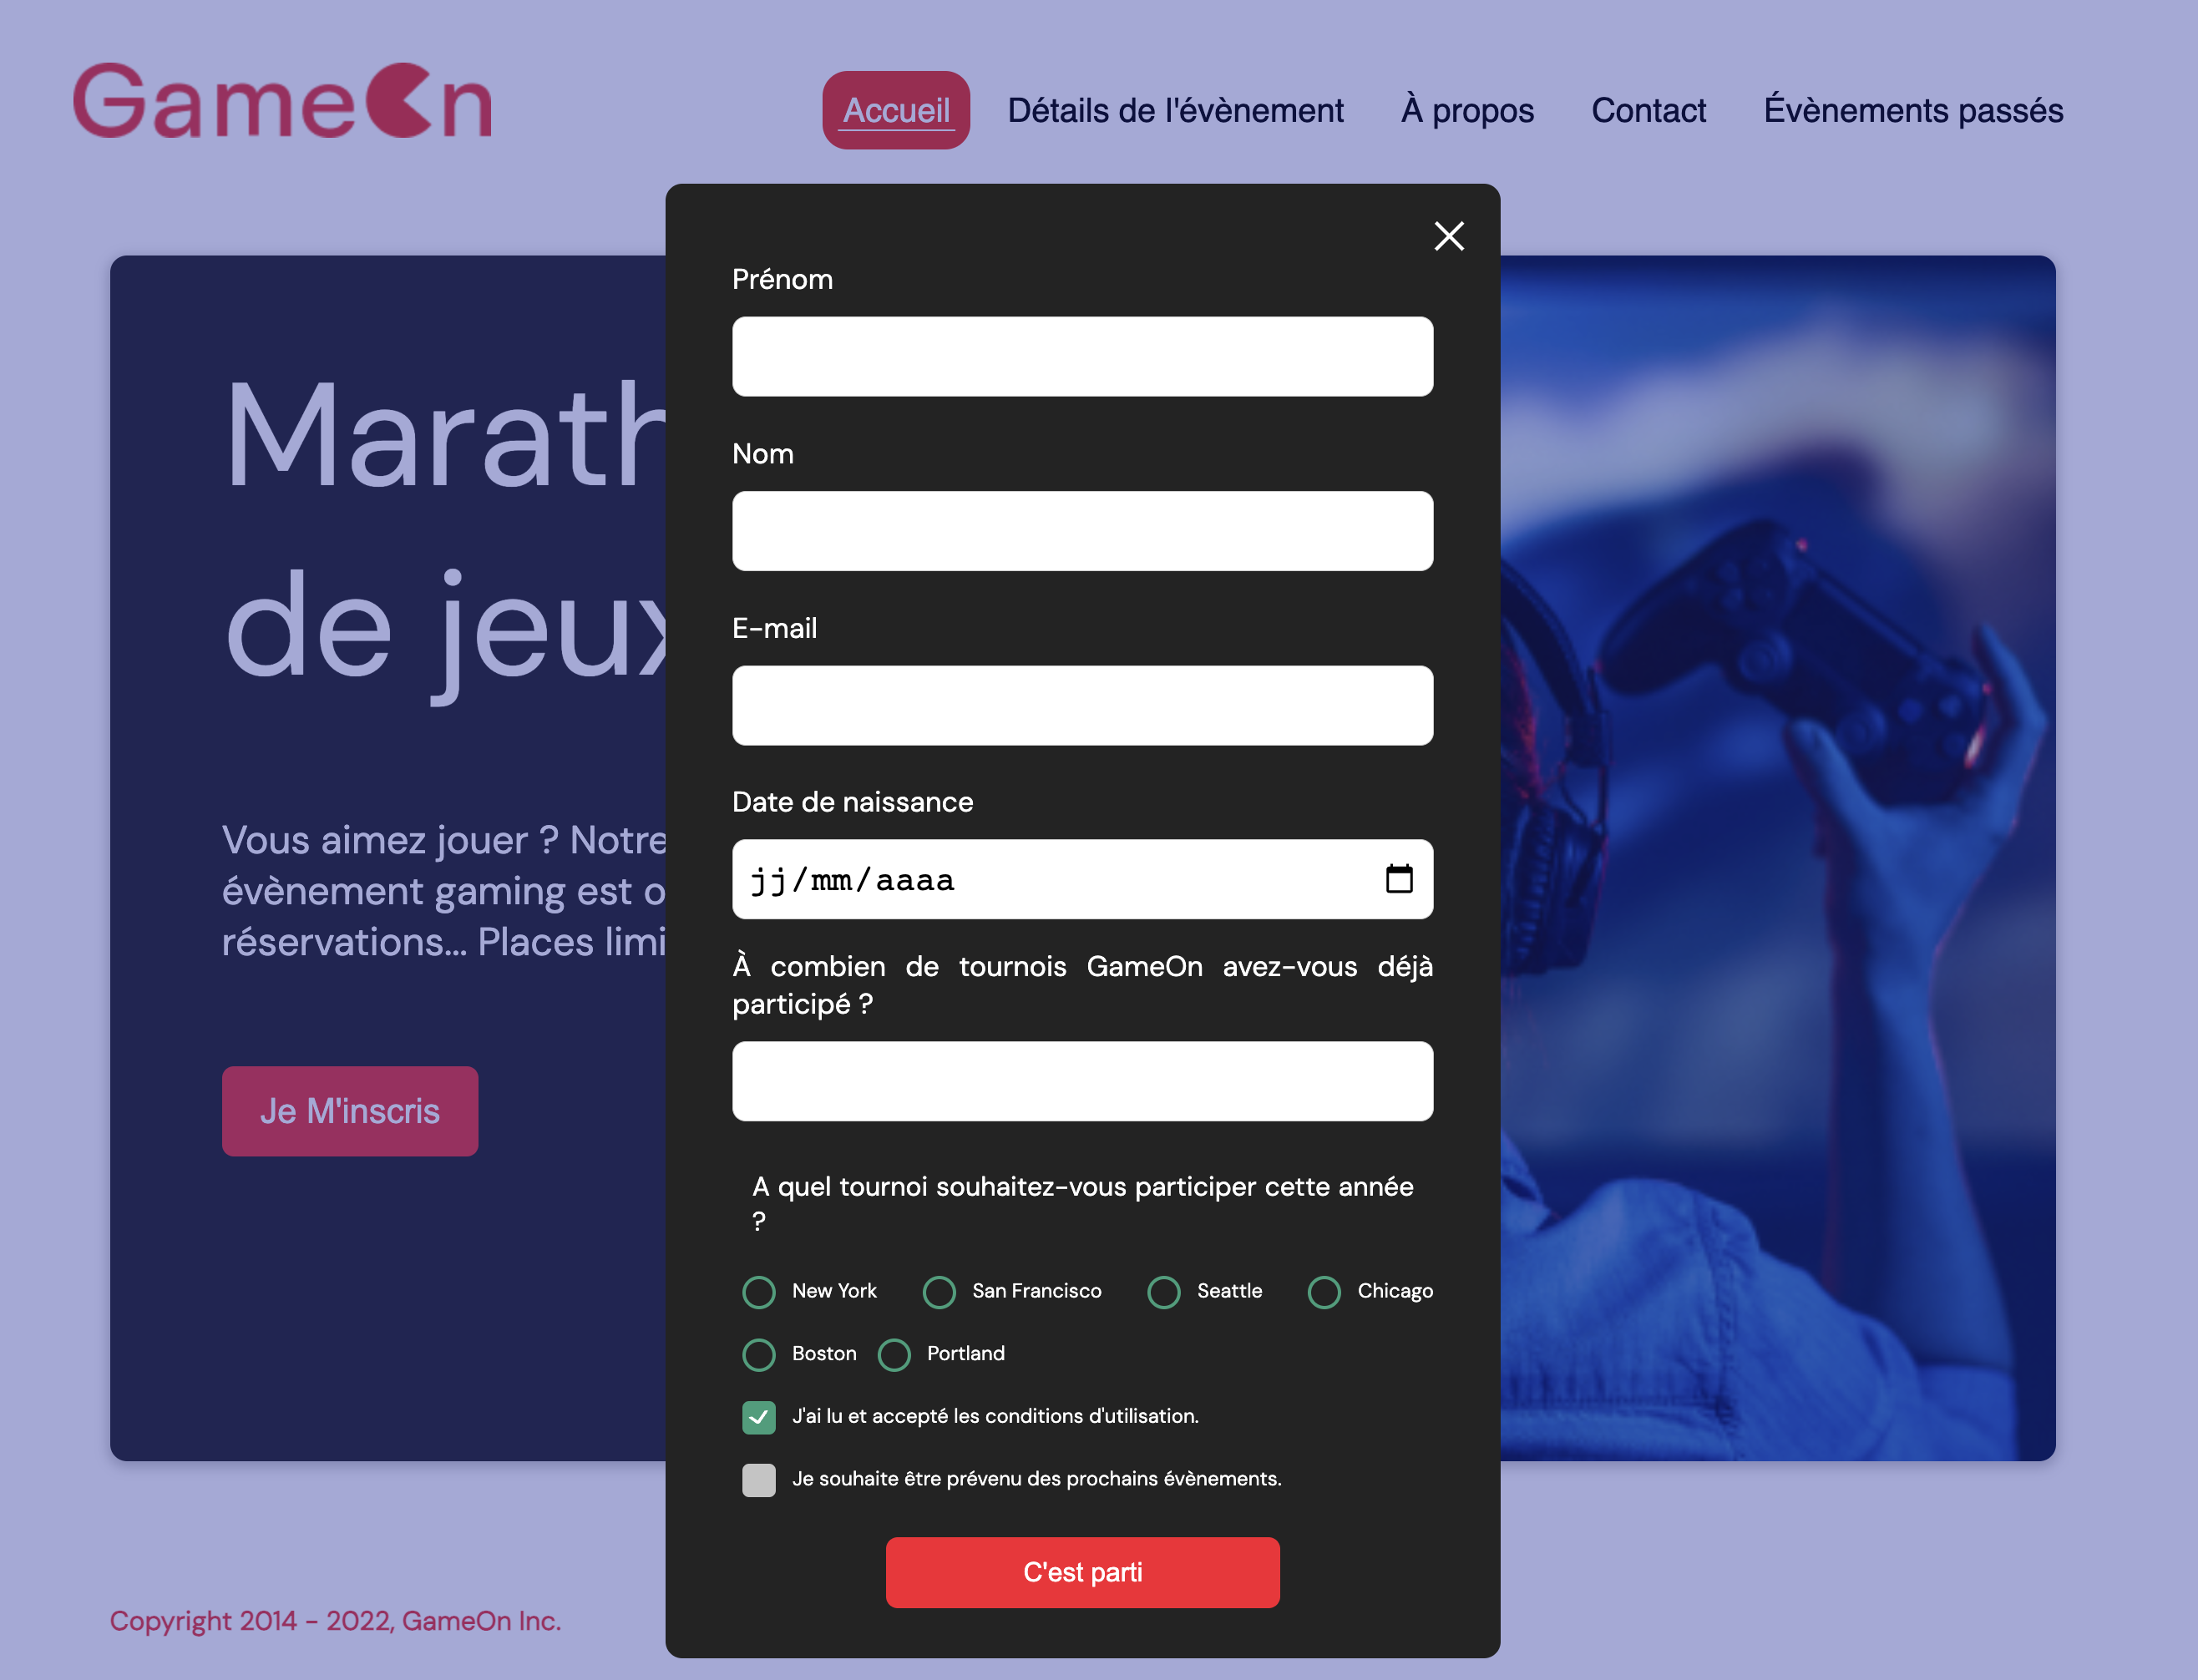 GameOn
Accueil
Détails de l'évènement
À propos
Contact
Évènements passés
Prénom
Nom
E-mail
Date de naissance
jj/mm/aaaa
À combien de tournois GameOn avez-vous déjà
participé ?
A quel tournoi souhaitez-vous participer cette année
?
New York
San Francisco
Seattle
Chicago
Boston
Portland
J'ai lu et accepté les conditions d'utilisation.
Je souhaite être prévenu des prochains évènements.
C'est parti
Marath
de jeux
Vous aimez jouer ? Notre
évènement gaming est o
réservations... Places limi
Je M'inscris
Copyright 2014 - 2022, GameOn Inc.